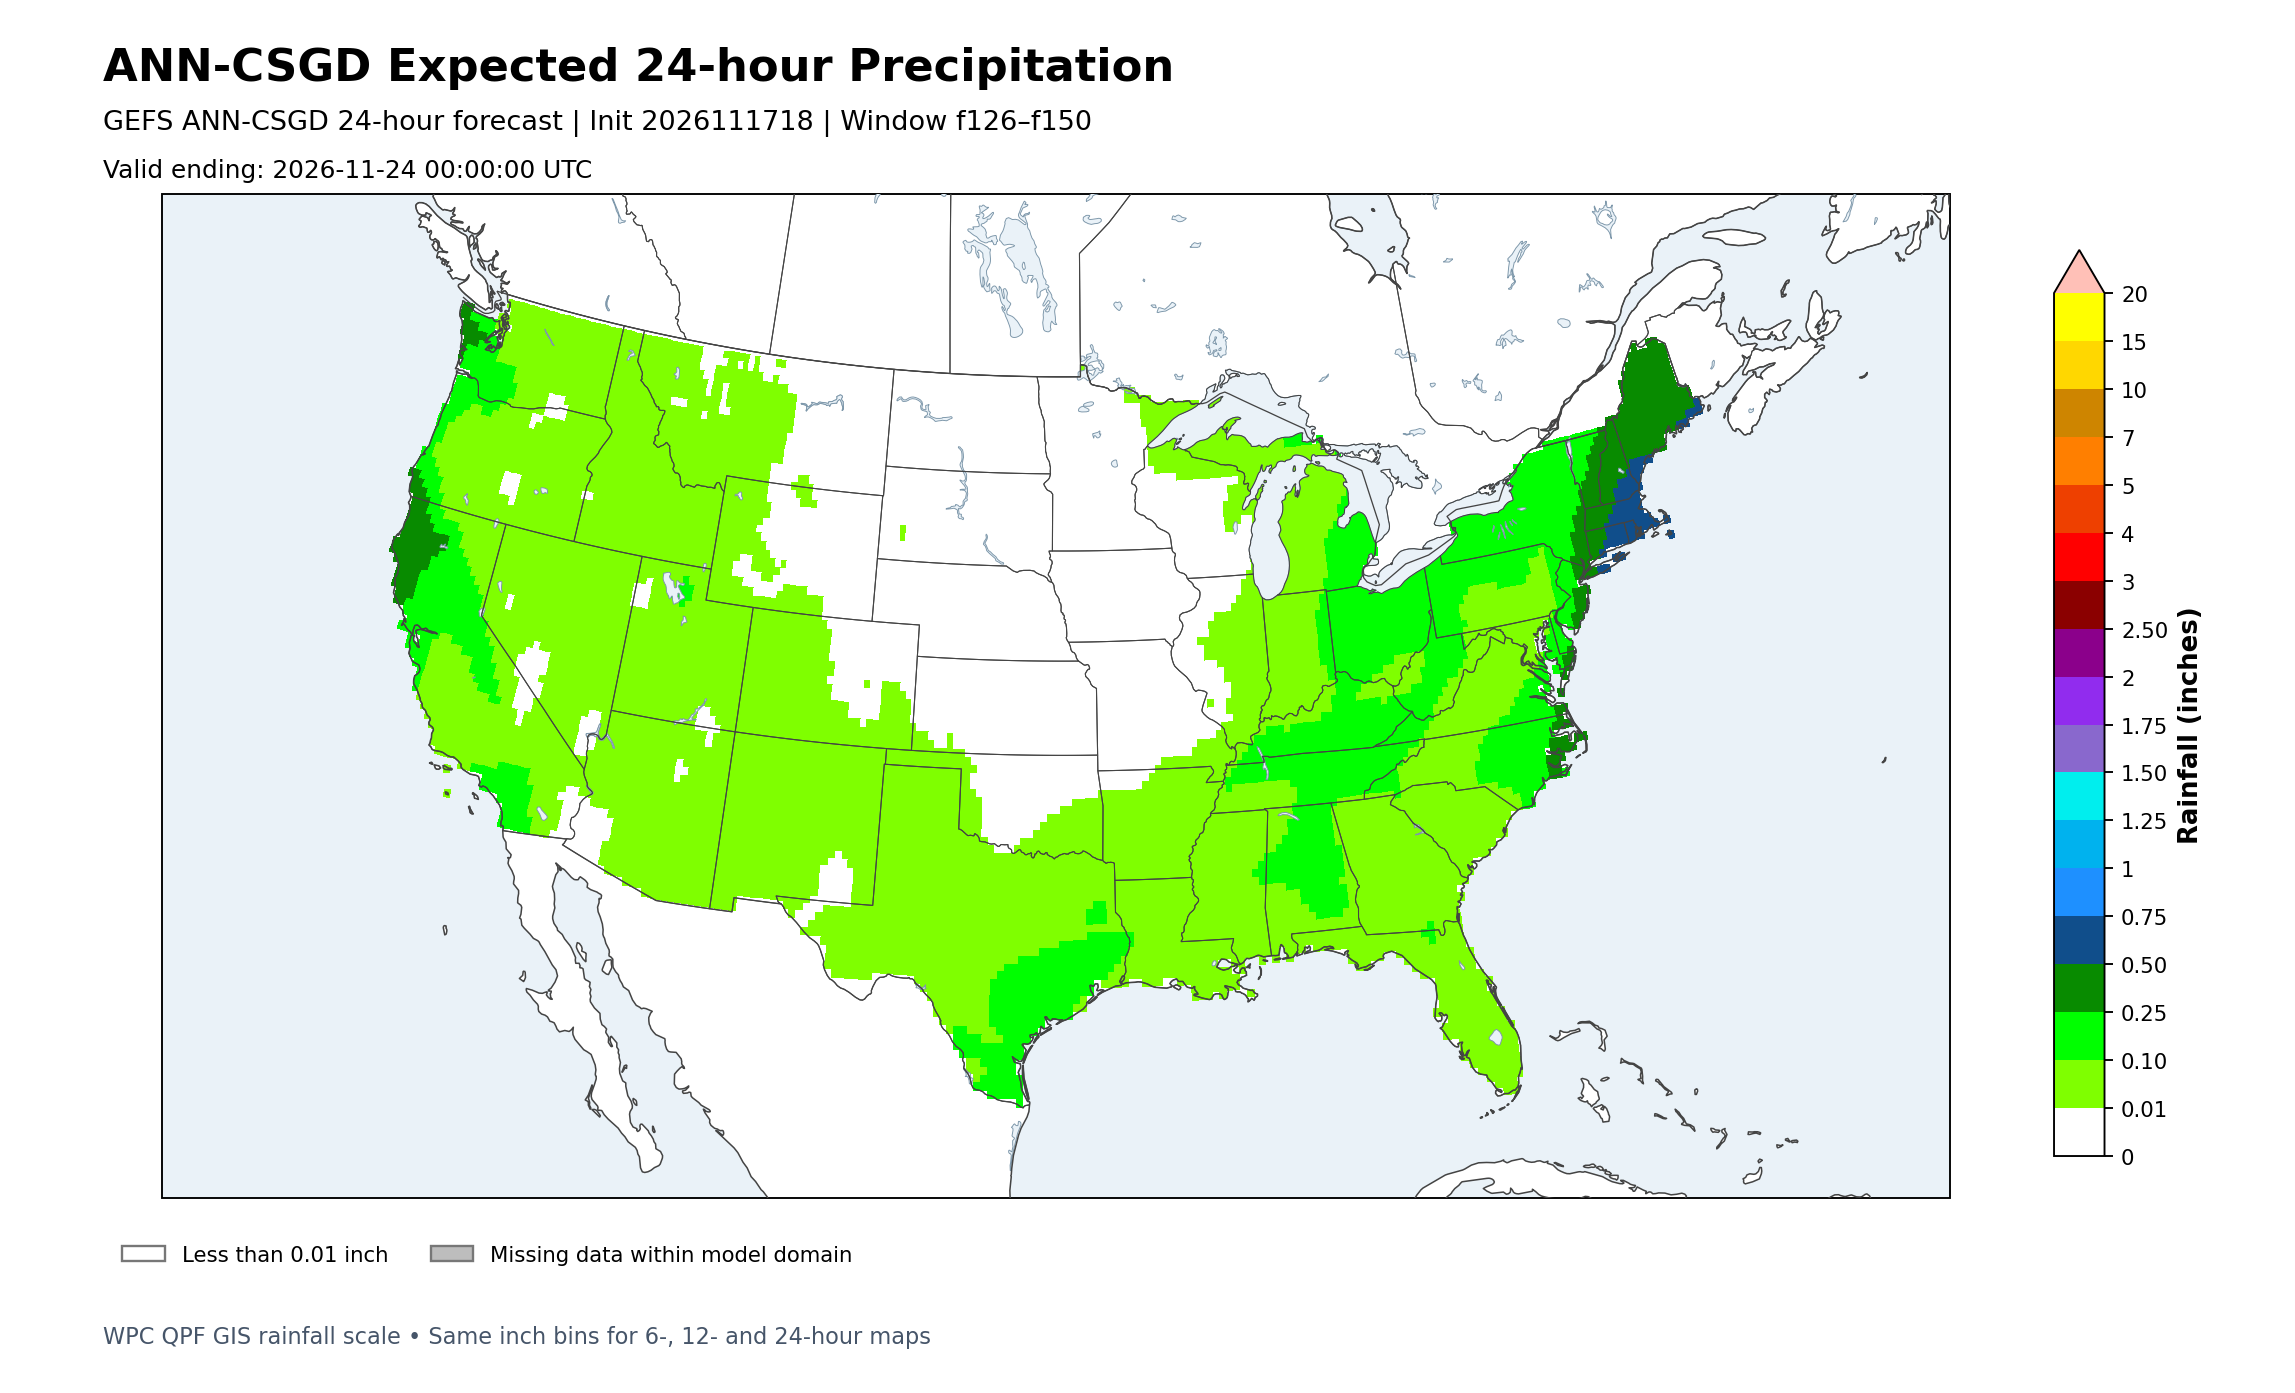 ANN-CSGD Expected 24-hour Precipitation
GEFS ANN-CSGD 24-hour forecast | Init 2026111718 | Window f126–f150
Valid ending: 2026-11-24 00:00:00 UTC
20
15
10
7
5
4
3
2.50
2
1.75
1.50
1.25
1
0.75
0.50
0.25
0.10
0.01
0
Rainfall (inches)
Less than 0.01 inch
Missing data within model domain
WPC QPF GIS rainfall scale • Same inch bins for 6-, 12- and 24-hour maps